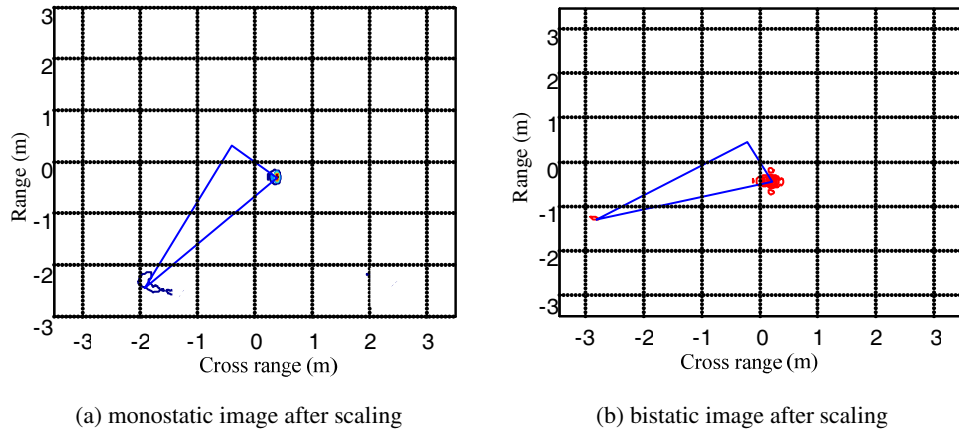 3
2
1
0
-1
-2
-3
Range (m)
-3 -2 -1 0 1 2 3
Cross range (m)
(a) monostatic image after scaling
3
2
1
0
-1
-2
-3
Range (m)
-3 -2 -1 0 1 2 3
Cross range (m)
(b) bistatic image after scaling